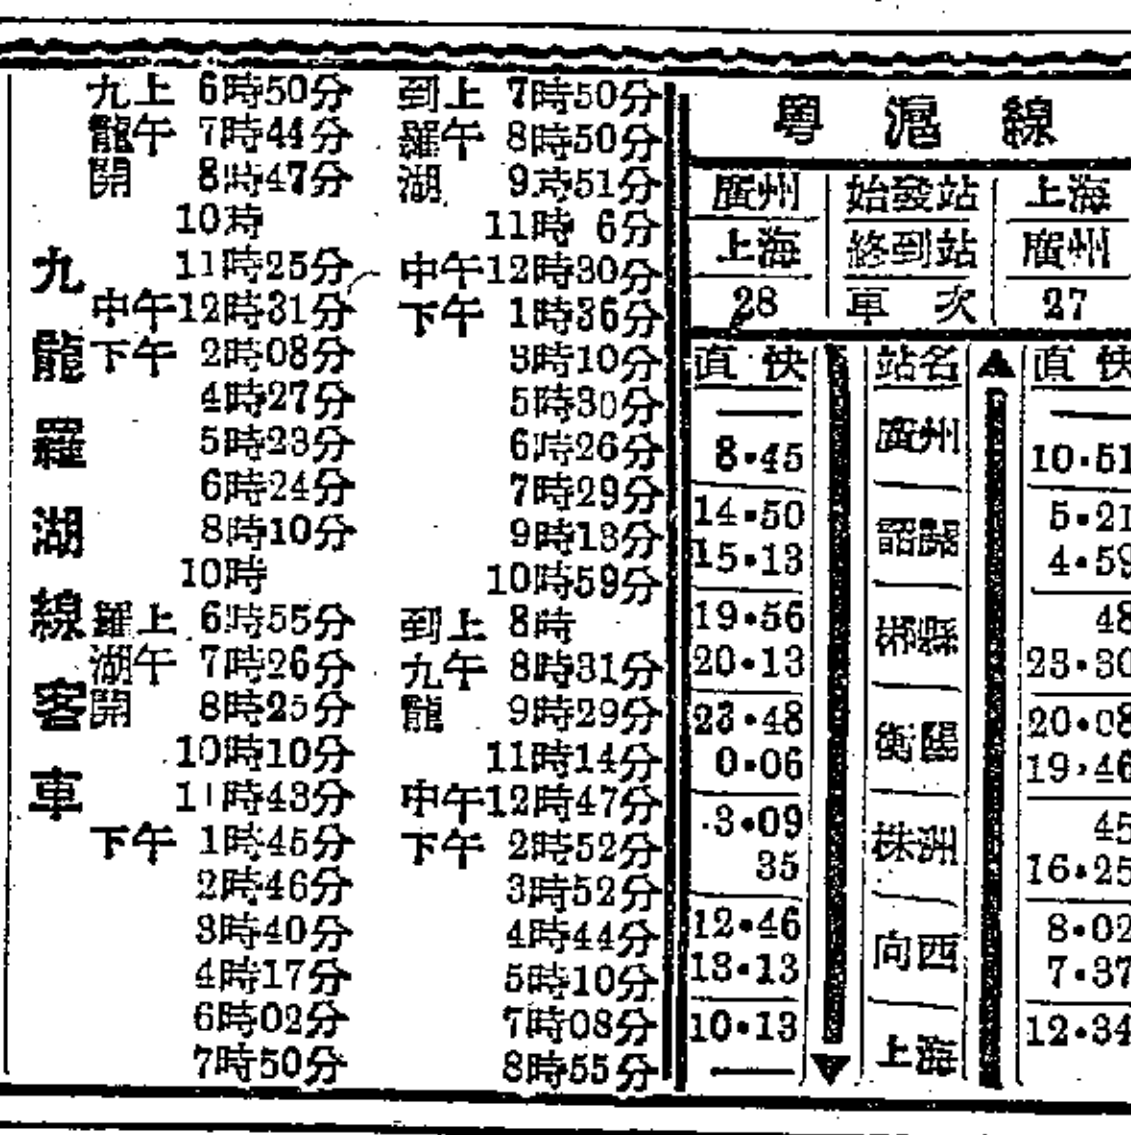 九龍羅湖線客車
九龍開 上午 6時50分 到羅湖 上午 7時50分
7時44分 8時50分
8時47分 9時51分
10時 11時 6分
11時25分 中午12時30分
中午12時31分 下午 1時36分
下午 2時08分 3時10分
4時27分 5時30分
5時23分 6時26分
6時24分 7時29分
8時10分 9時13分
10時 10時59分
羅湖開 上午 6時55分 到九龍 上午 8時
7時26分 8時31分
8時25分 9時29分
10時10分 11時14分
11時43分 中午12時47分
下午 1時45分 下午 2時52分
2時46分 3時52分
3時40分 4時44分
4時17分 5時10分
6時02分 7時08分
7時50分 8時55分
粵滬線
廣州 始發站 上海
上海 終到站 廣州
28 車次 27
直快 站名 直快
8·45 廣州 10·51
14·50 韶關 5·21
15·13 4·59
19·56 郴縣 48
20·13 23·30
23·48 衡陽 20·08
0·06 19·46
3·09 株洲 45
35 16·25
12·46 向西 8·02
13·13 7·37
10·13 上海 12·34